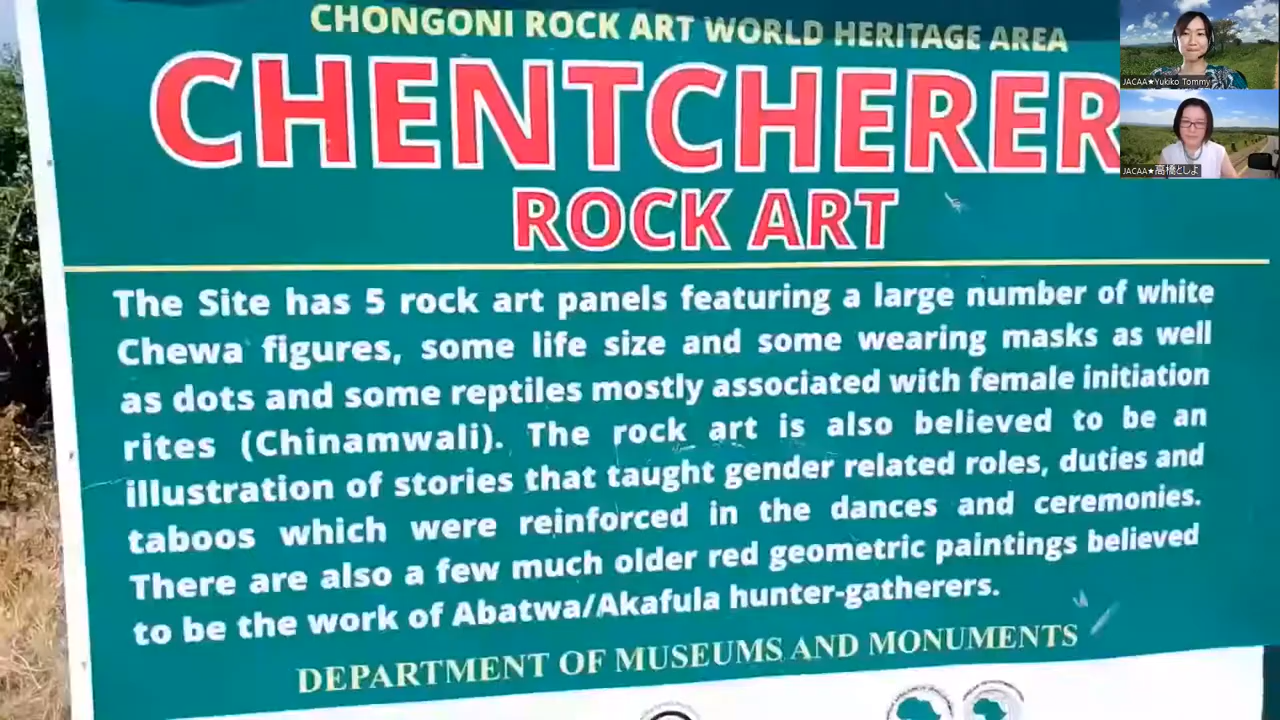 CHONGONI ROCK ART WORLD HERITAGE AREA
CHENTCHERER
ROCK ART
The Site has 5 rock art panels featuring a large number of white
Chewa figures, some life size and some wearing masks as well
as dots and some reptiles mostly associated with female initiation
rites (Chinamwali). The rock art is also believed to be an
illustration of stories that taught gender related roles, duties and
taboos which were reinforced in the dances and ceremonies.
There are also a few much older red geometric paintings believed
to be the work of Abatwa/Akafula hunter-gatherers.
DEPARTMENT OF MUSEUMS AND MONUMENTS
JACAA★Yukiko Tommy
JACAA★高橋としよ